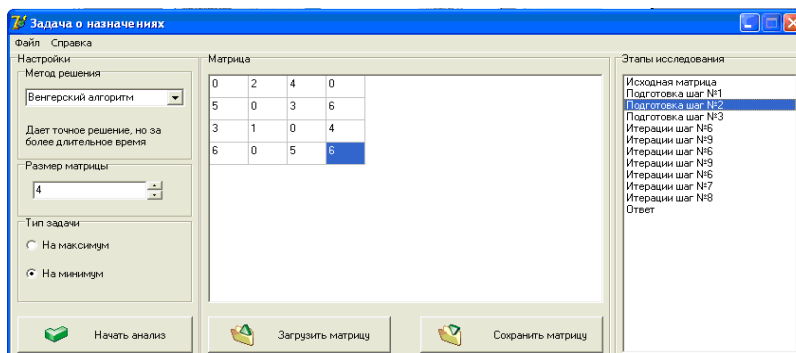 Задача о назначениях
Файл Справка
Настройки
Метод решения
Венгерский алгоритм
Дает точное решение, но за
более длительное время
Размер матрицы
4
Тип задачи
На максимум
На минимум
Начать анализ
Матрица
0 2 4 0
5 0 3 6
3 1 0 4
6 0 5 6
Загрузить матрицу
Сохранить матрицу
Этапы исследования
Исходная матрица
Подготовка шаг №1
Подготовка шаг №2
Подготовка шаг №3
Итерации шаг №6
Итерации шаг №9
Итерации шаг №6
Итерации шаг №9
Итерации шаг №6
Итерации шаг №7
Итерации шаг №8
Ответ